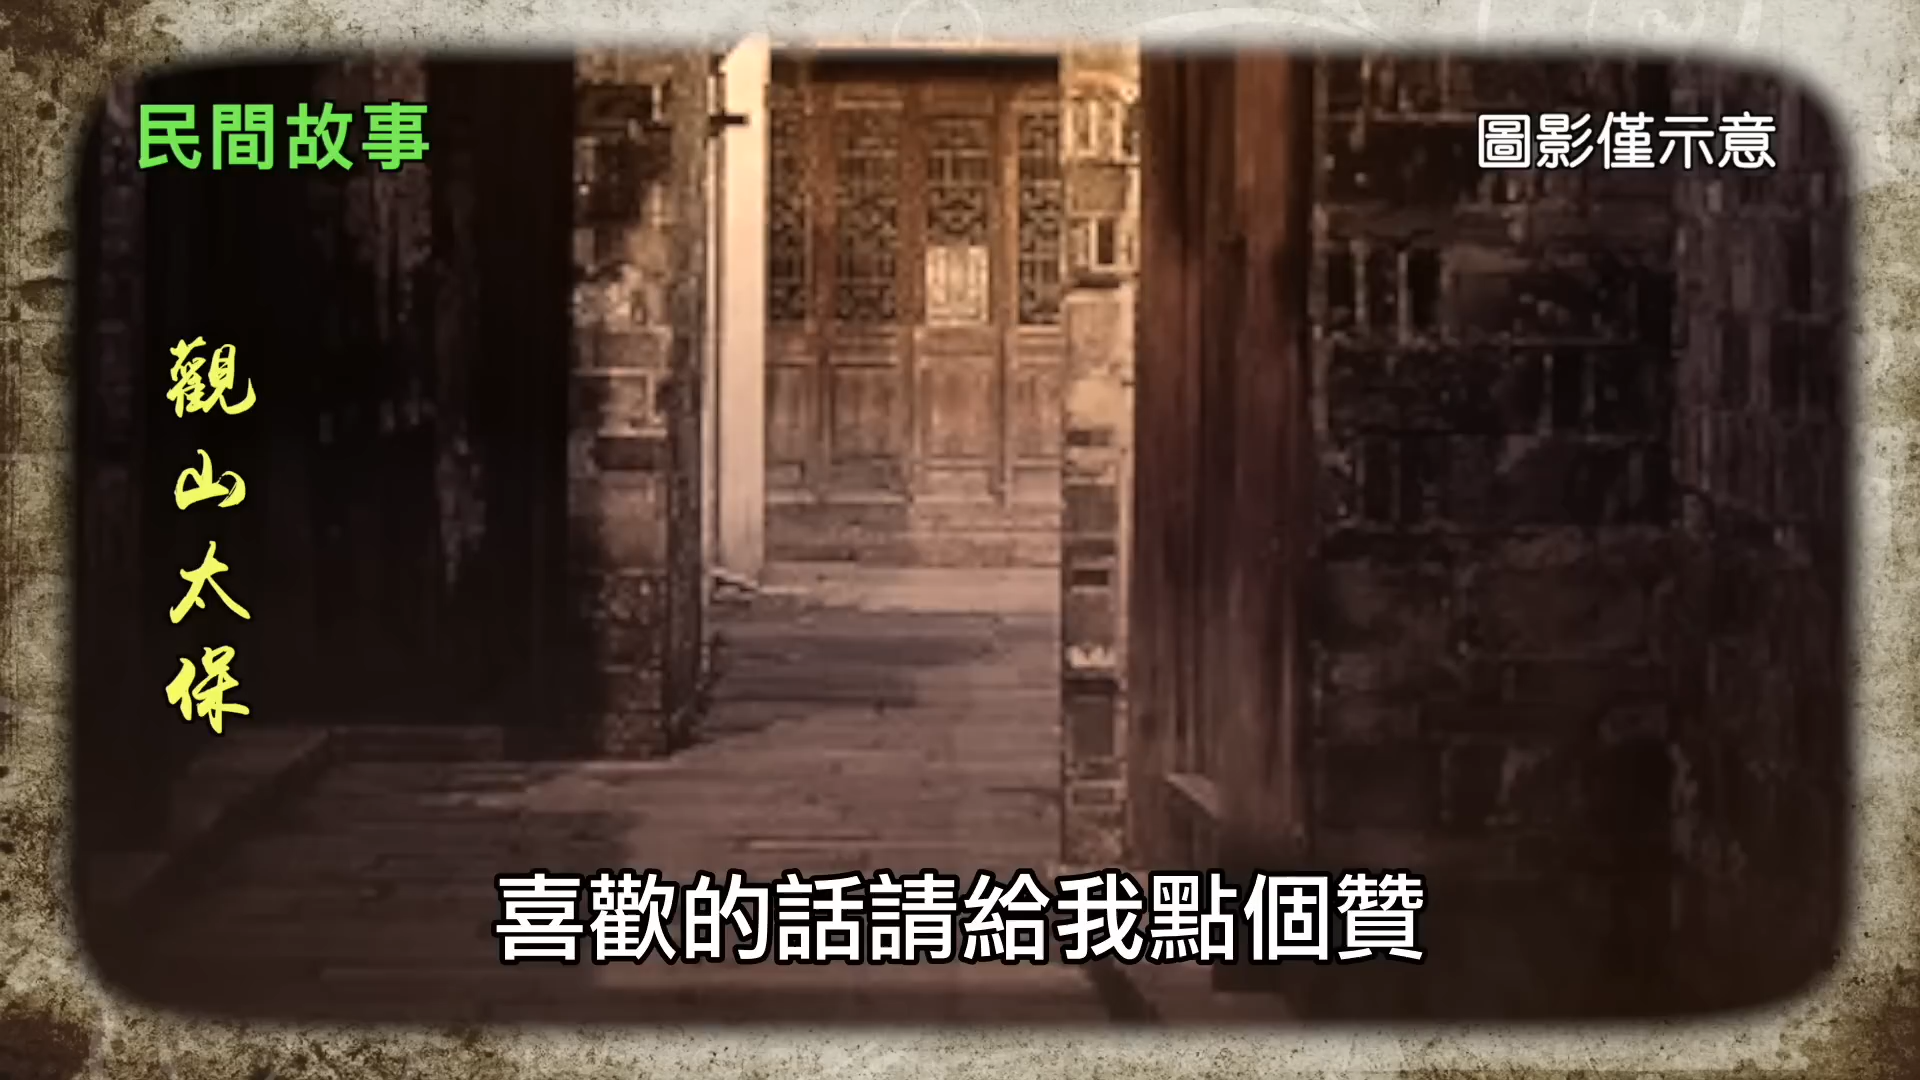 民間故事
圖影僅示意
觀山太保
喜歡的話請給我點個贊